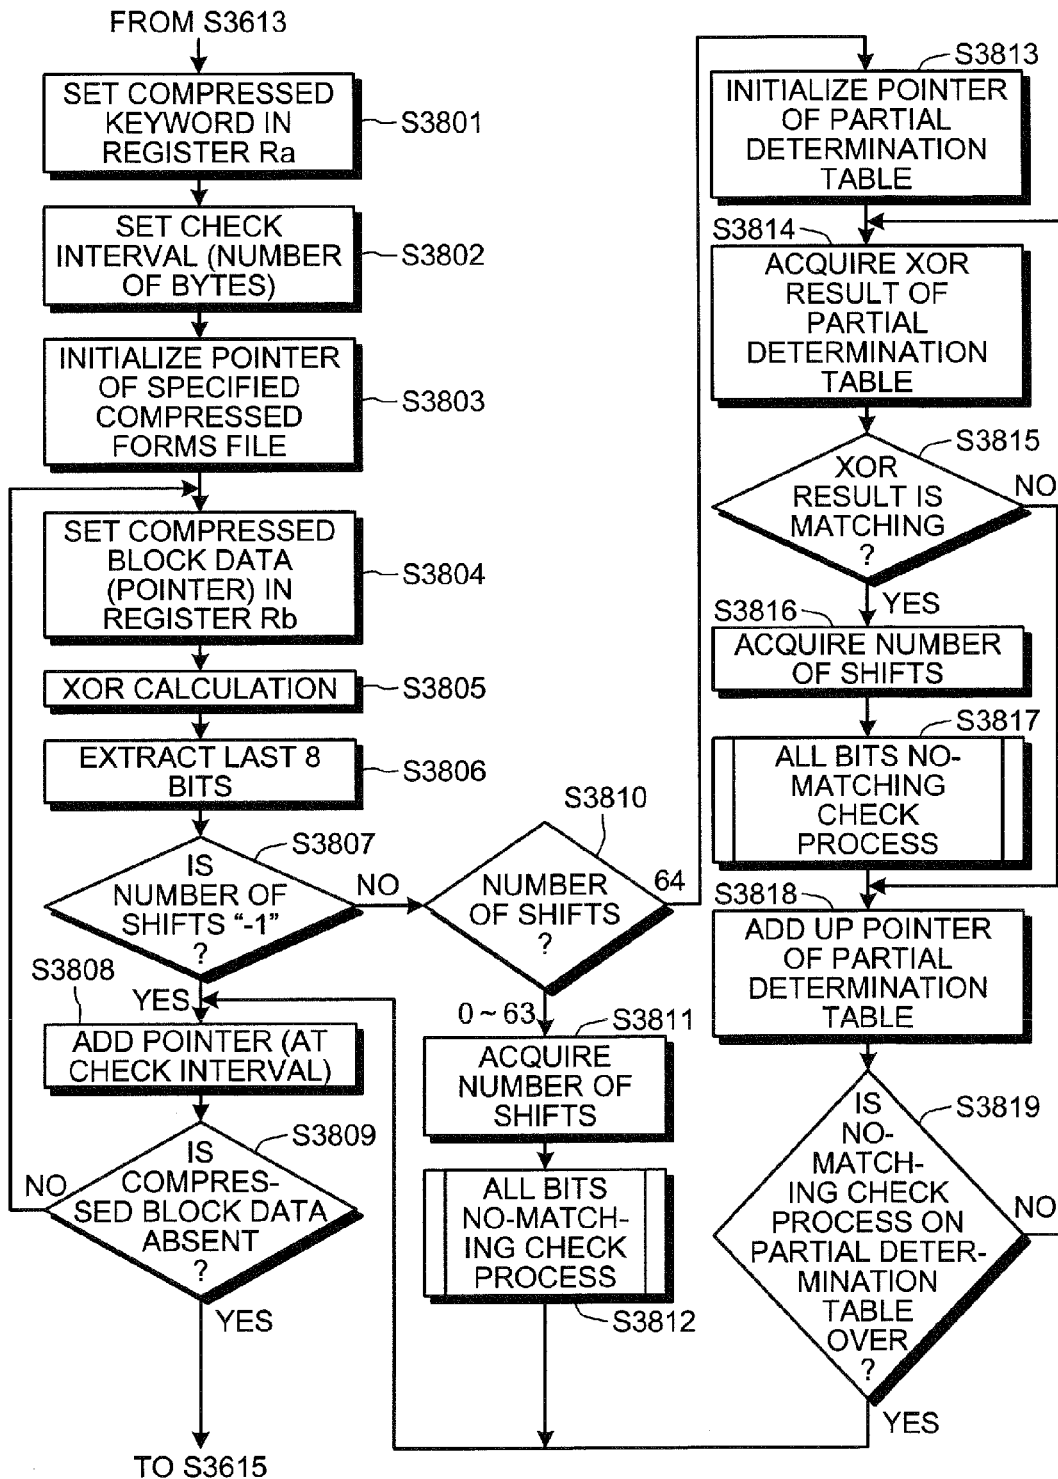 FROM S3613
SET COMPRESSED
KEYWORD IN
REGISTER Ra
S3801
SET CHECK
INTERVAL (NUMBER
OF BYTES)
S3802
INITIALIZE POINTER
OF SPECIFIED
COMPRESSED
FORMS FILE
S3803
SET COMPRESSED
BLOCK DATA
(POINTER) IN
REGISTER Rb
S3804
XOR CALCULATION
S3805
EXTRACT LAST 8
BITS
S3806
IS
NUMBER OF
SHIFTS "-1"
?
S3807
NO
YES
S3808
ADD POINTER (AT
CHECK INTERVAL)
IS
COMPRES-
SED BLOCK DATA
ABSENT
?
S3809
NO
YES
TO S3615
S3810
NUMBER
OF SHIFTS
?
64
0 ~ 63
S3811
ACQUIRE
NUMBER OF
SHIFTS
ALL BITS
NO-MATCH-
ING CHECK
PROCESS
S3812
S3813
INITIALIZE POINTER
OF PARTIAL
DETERMINATION
TABLE
S3814
ACQUIRE XOR
RESULT OF
PARTIAL
DETERMINATION
TABLE
S3815
XOR
RESULT IS
MATCHING
?
NO
YES
S3816
ACQUIRE NUMBER
OF SHIFTS
S3817
ALL BITS NO-
MATCHING
CHECK
PROCESS
S3818
ADD UP POINTER
OF PARTIAL
DETERMINATION
TABLE
S3819
IS
NO-
MATCH-
ING CHECK
PROCESS ON
PARTIAL DETER-
MINATION
TABLE
OVER
?
NO
YES